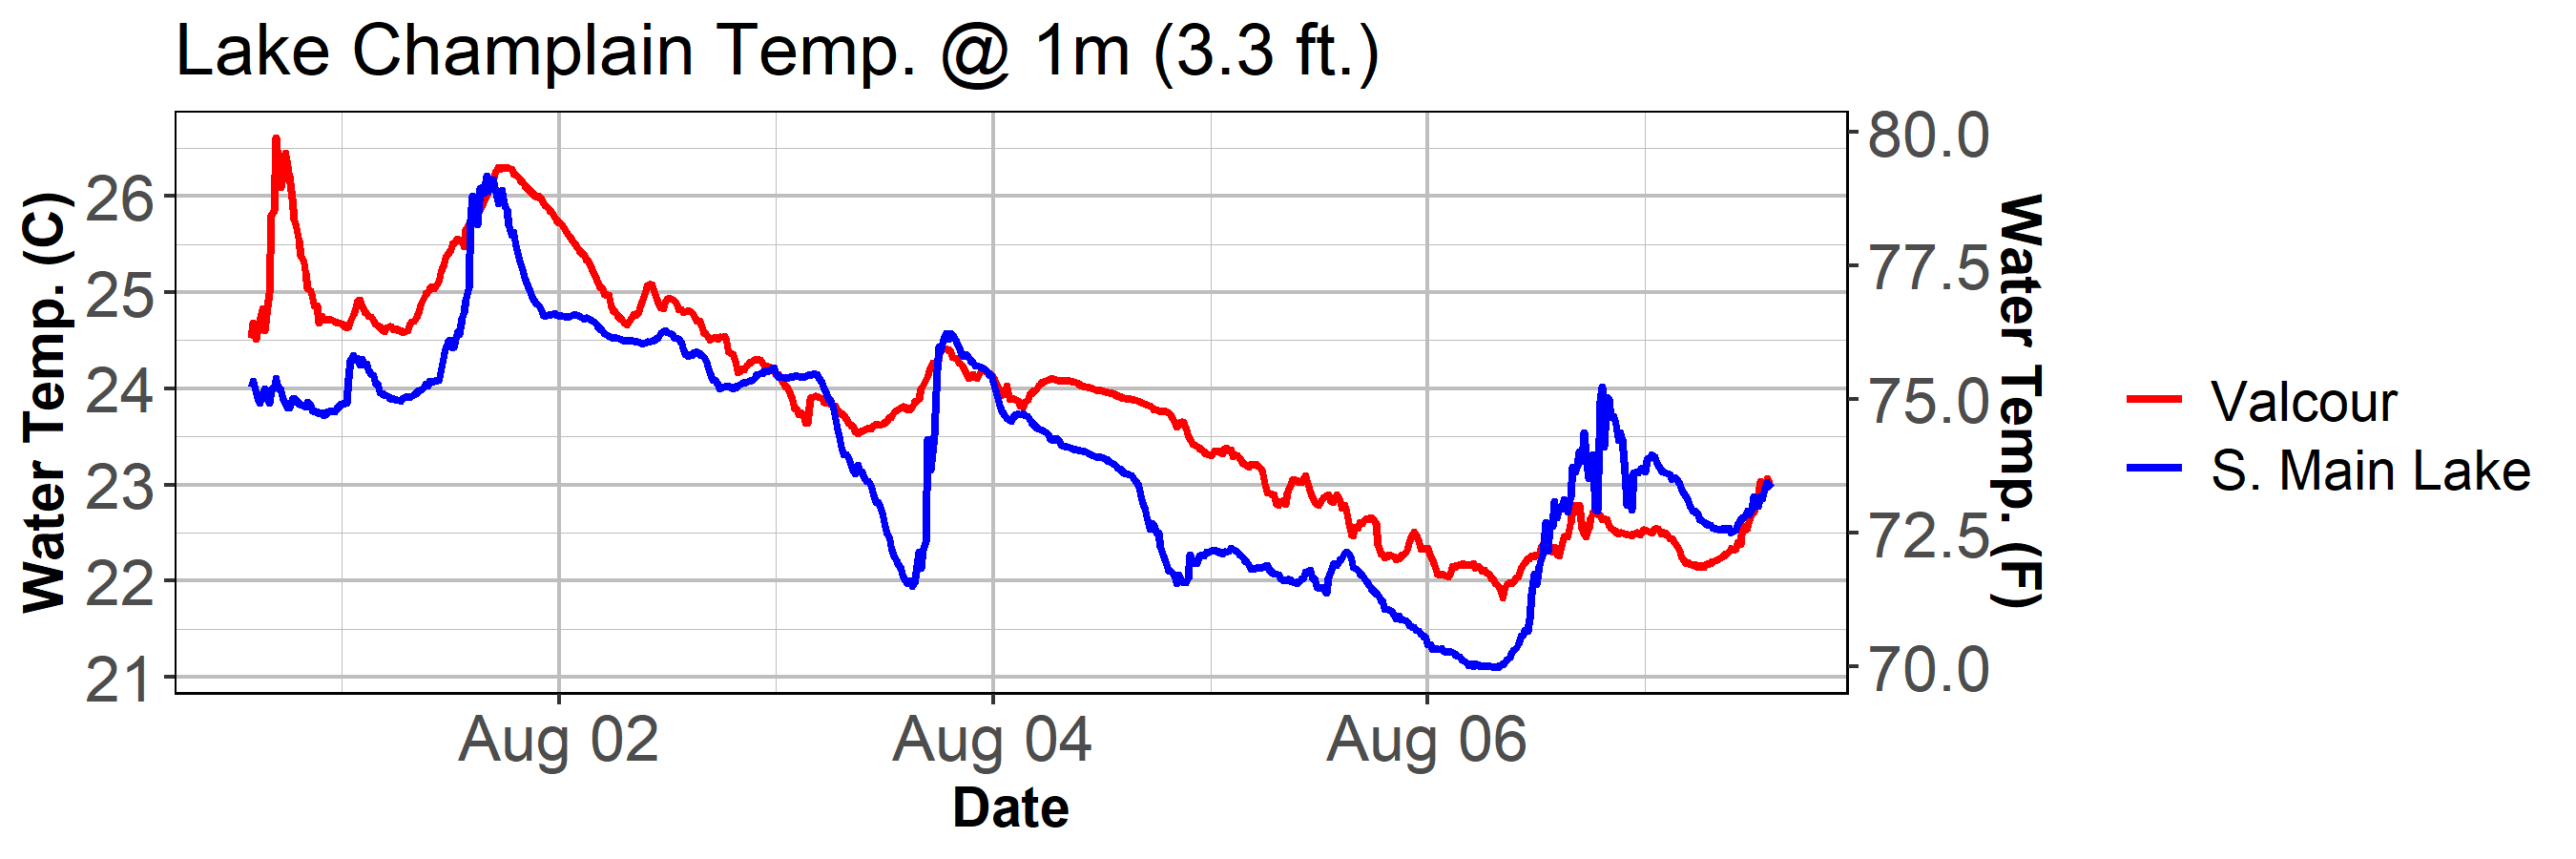 Lake Champlain Temp. @ 1m (3.3 ft.)
Water Temp. (C)
26
25
24
23
22
21
80.0
77.5
75.0
72.5
70.0
Water Temp. (F)
Aug 02
Aug 04
Aug 06
Date
Valcour
S. Main Lake